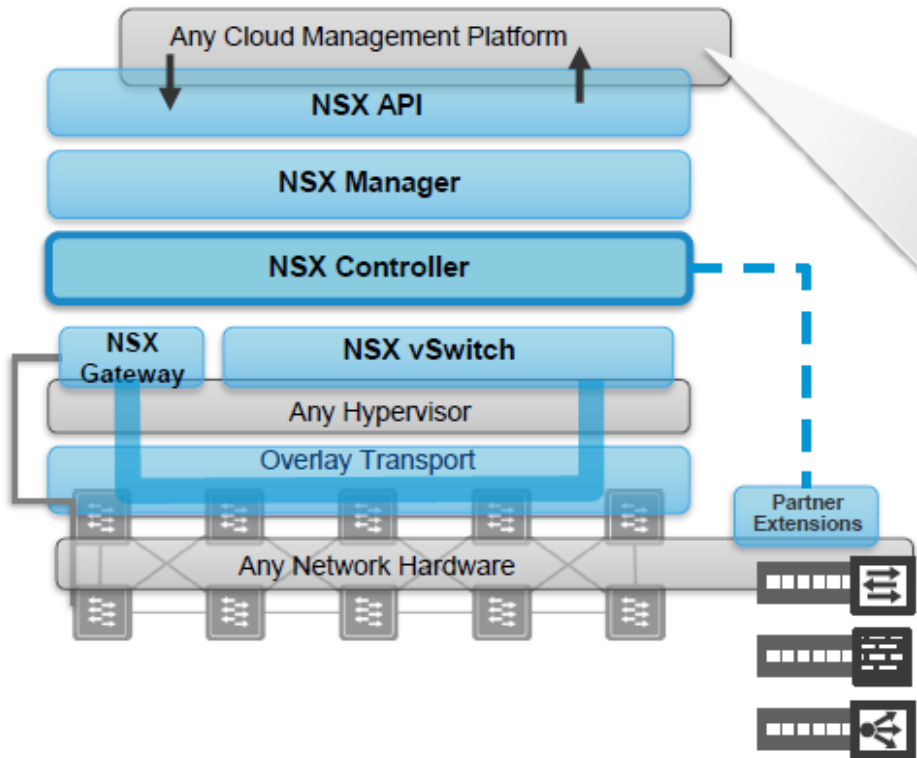 Any Cloud Management Platform
NSX API
NSX Manager
NSX Controller
NSX
Gateway
NSX vSwitch
Any Hypervisor
Overlay Transport
Partner
Extensions
Any Network Hardware